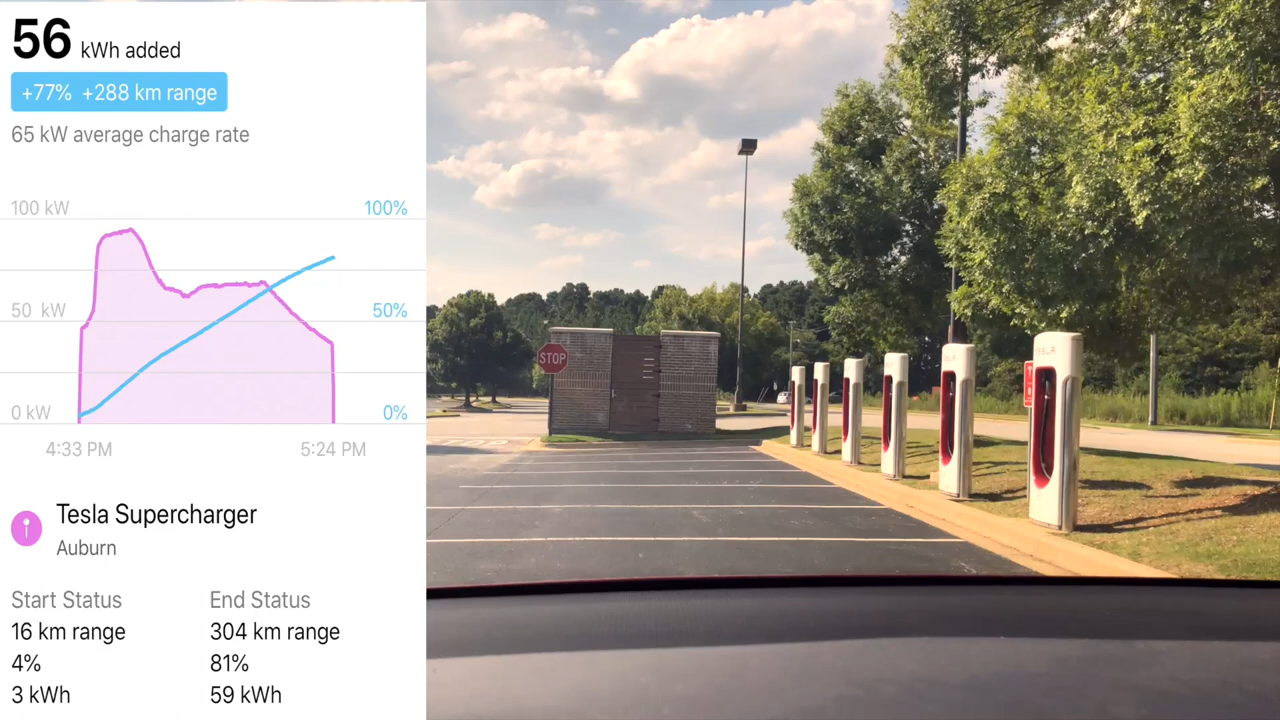 56 kWh added
+77% +288 km range
65 kW average charge rate
100 kW 100%
50 kW 50%
0 kW 0%
4:33 PM 5:24 PM
Tesla Supercharger
Auburn
Start Status End Status
16 km range 304 km range
4% 81%
3 kWh 59 kWh
STOP
STOP
TESLA